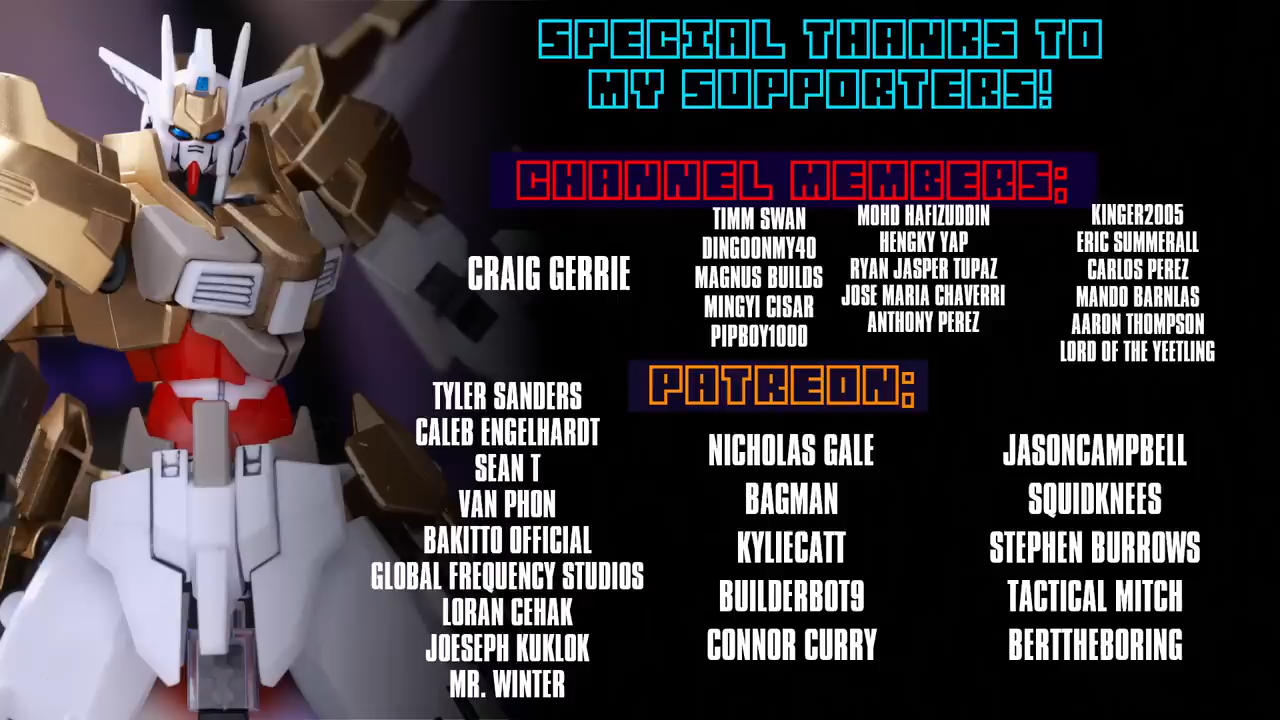 SPECIAL THANKS TO
MY SUPPORTERS!
CHANNEL MEMBERS:
CRAIG GERRIE
TIMM SWAN
DINGOONMY40
MAGNUS BUILDS
MINGYI CISAR
PIPBOY1000
MOHD HAFIZUDDIN
HENGKY YAP
RYAN JASPER TUPAZ
JOSE MARIA CHAVERRI
ANTHONY PEREZ
KINGER2005
ERIC SUMMERALL
CARLOS PEREZ
MANDO BARNLAS
AARON THOMPSON
LORD OF THE YEETLING
PATREON:
TYLER SANDERS
CALEB ENGELHARDT
SEAN T
VAN PHON
BAKITTO OFFICIAL
GLOBAL FREQUENCY STUDIOS
LORAN CEHAK
JOESEPH KUKLOK
MR. WINTER
NICHOLAS GALE
BAGMAN
KYLIECATT
BUILDERBOT9
CONNOR CURRY
JASONCAMPBELL
SQUIDKNEES
STEPHEN BURROWS
TACTICAL MITCH
BERTTHEBORING